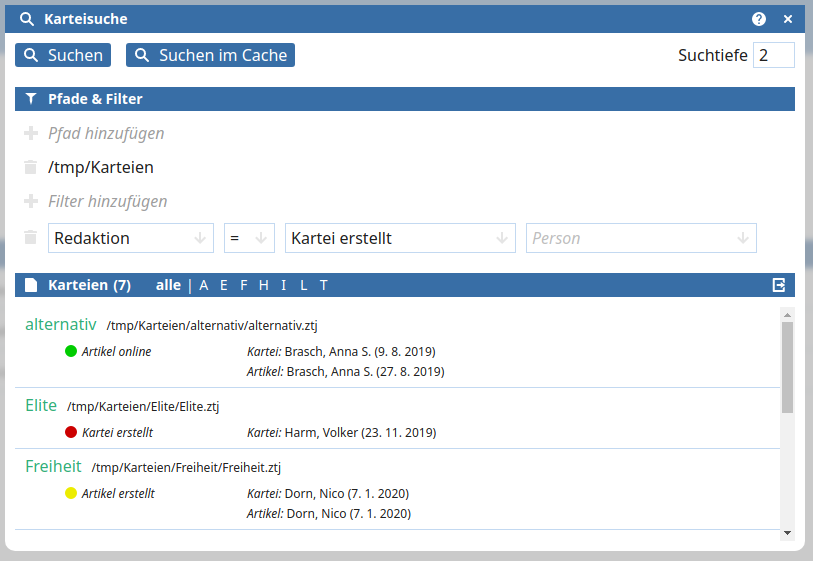 Karteisuche
Suchen Suchen im Cache Suchtiefe 2
Pfade & Filter
Pfad hinzufügen
/tmp/Karteien
Filter hinzufügen
Redaktion = Kartei erstellt Person
Karteien (7) alle | A E F H I L T
alternativ /tmp/Karteien/alternativ/alternativ.ztj
Artikel online Kartei: Brasch, Anna S. (9. 8. 2019)
Artikel: Brasch, Anna S. (27. 8. 2019)
Elite /tmp/Karteien/Elite/Elite.ztj
Kartei erstellt Kartei: Harm, Volker (23. 11. 2019)
Freiheit /tmp/Karteien/Freiheit/Freiheit.ztj
Artikel erstellt Kartei: Dorn, Nico (7. 1. 2020)
Artikel: Dorn, Nico (7. 1. 2020)